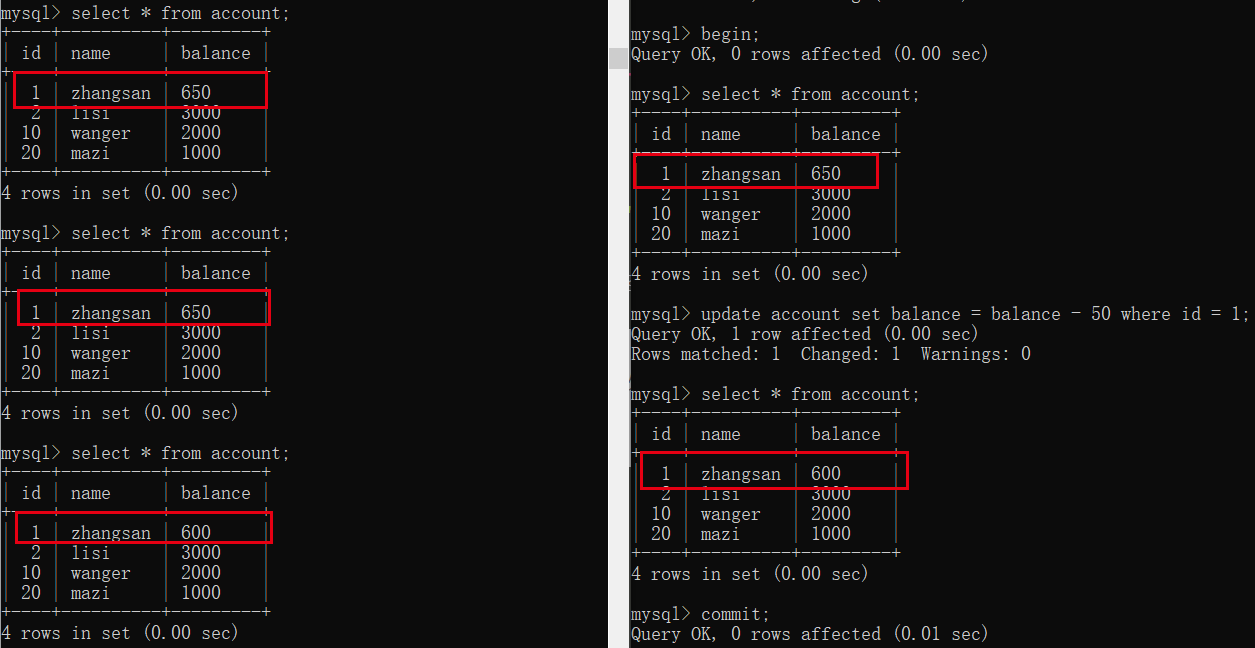 mysql> select * from account;
+----+----------+---------+
| id | name     | balance |
+----+----------+---------+
|  1 | zhangsan | 650     |
|  2 | lisi     | 3000    |
| 10 | wanger   | 2000    |
| 20 | mazi     | 1000    |
+----+----------+---------+
4 rows in set (0.00 sec)
mysql> select * from account;
+----+----------+---------+
| id | name     | balance |
+----+----------+---------+
|  1 | zhangsan | 650     |
|  2 | lisi     | 3000    |
| 10 | wanger   | 2000    |
| 20 | mazi     | 1000    |
+----+----------+---------+
4 rows in set (0.00 sec)
mysql> select * from account;
+----+----------+---------+
| id | name     | balance |
+----+----------+---------+
|  1 | zhangsan | 600     |
|  2 | lisi     | 3000    |
| 10 | wanger   | 2000    |
| 20 | mazi     | 1000    |
+----+----------+---------+
4 rows in set (0.00 sec)
mysql> begin;
Query OK, 0 rows affected (0.00 sec)
mysql> select * from account;
+----+----------+---------+
| id | name     | balance |
+----+----------+---------+
|  1 | zhangsan | 650     |
|  2 | lisi     | 3000    |
| 10 | wanger   | 2000    |
| 20 | mazi     | 1000    |
+----+----------+---------+
4 rows in set (0.00 sec)
mysql> update account set balance = balance - 50 where id = 1;
Query OK, 1 row affected (0.00 sec)
Rows matched: 1  Changed: 1  Warnings: 0
mysql> select * from account;
+----+----------+---------+
| id | name     | balance |
+----+----------+---------+
|  1 | zhangsan | 600     |
|  2 | lisi     | 3000    |
| 10 | wanger   | 2000    |
| 20 | mazi     | 1000    |
+----+----------+---------+
4 rows in set (0.00 sec)
mysql> commit;
Query OK, 0 rows affected (0.01 sec)